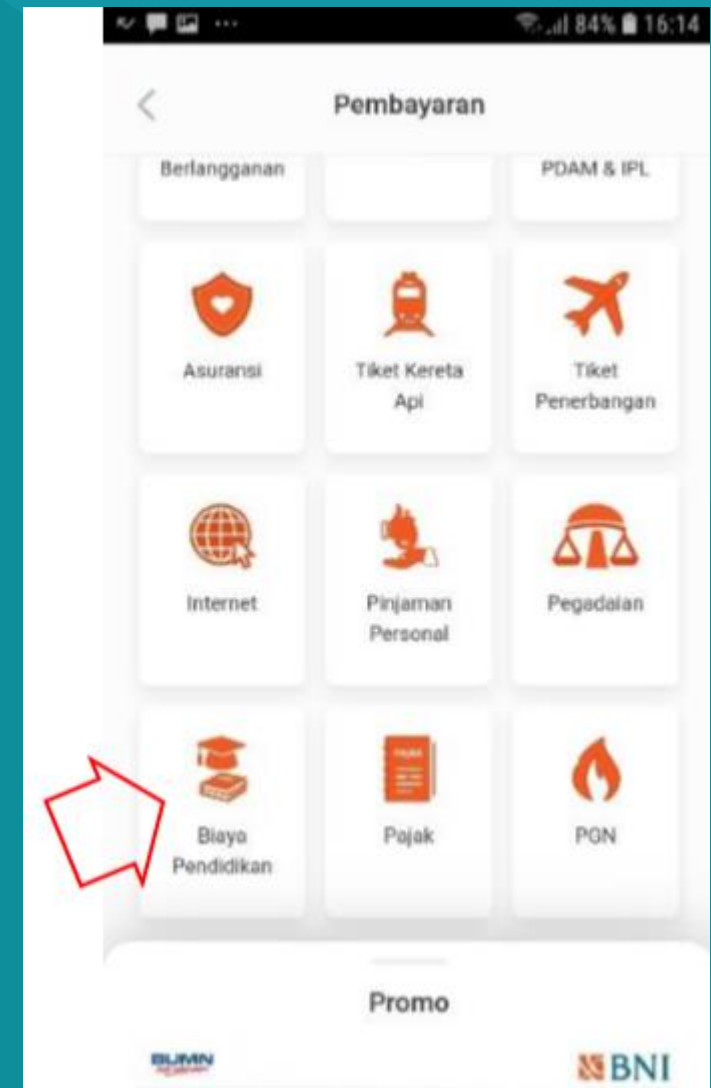 84% 16:14
Pembayaran
Berlangganan PDAM & IPL
Asuransi Tiket Kereta Tiket
Api Penerbangan
Internet Pinjaman Pegadaian
Personal
Biaya Pajak PGN
Pendidikan
Promo
BUMN BNI